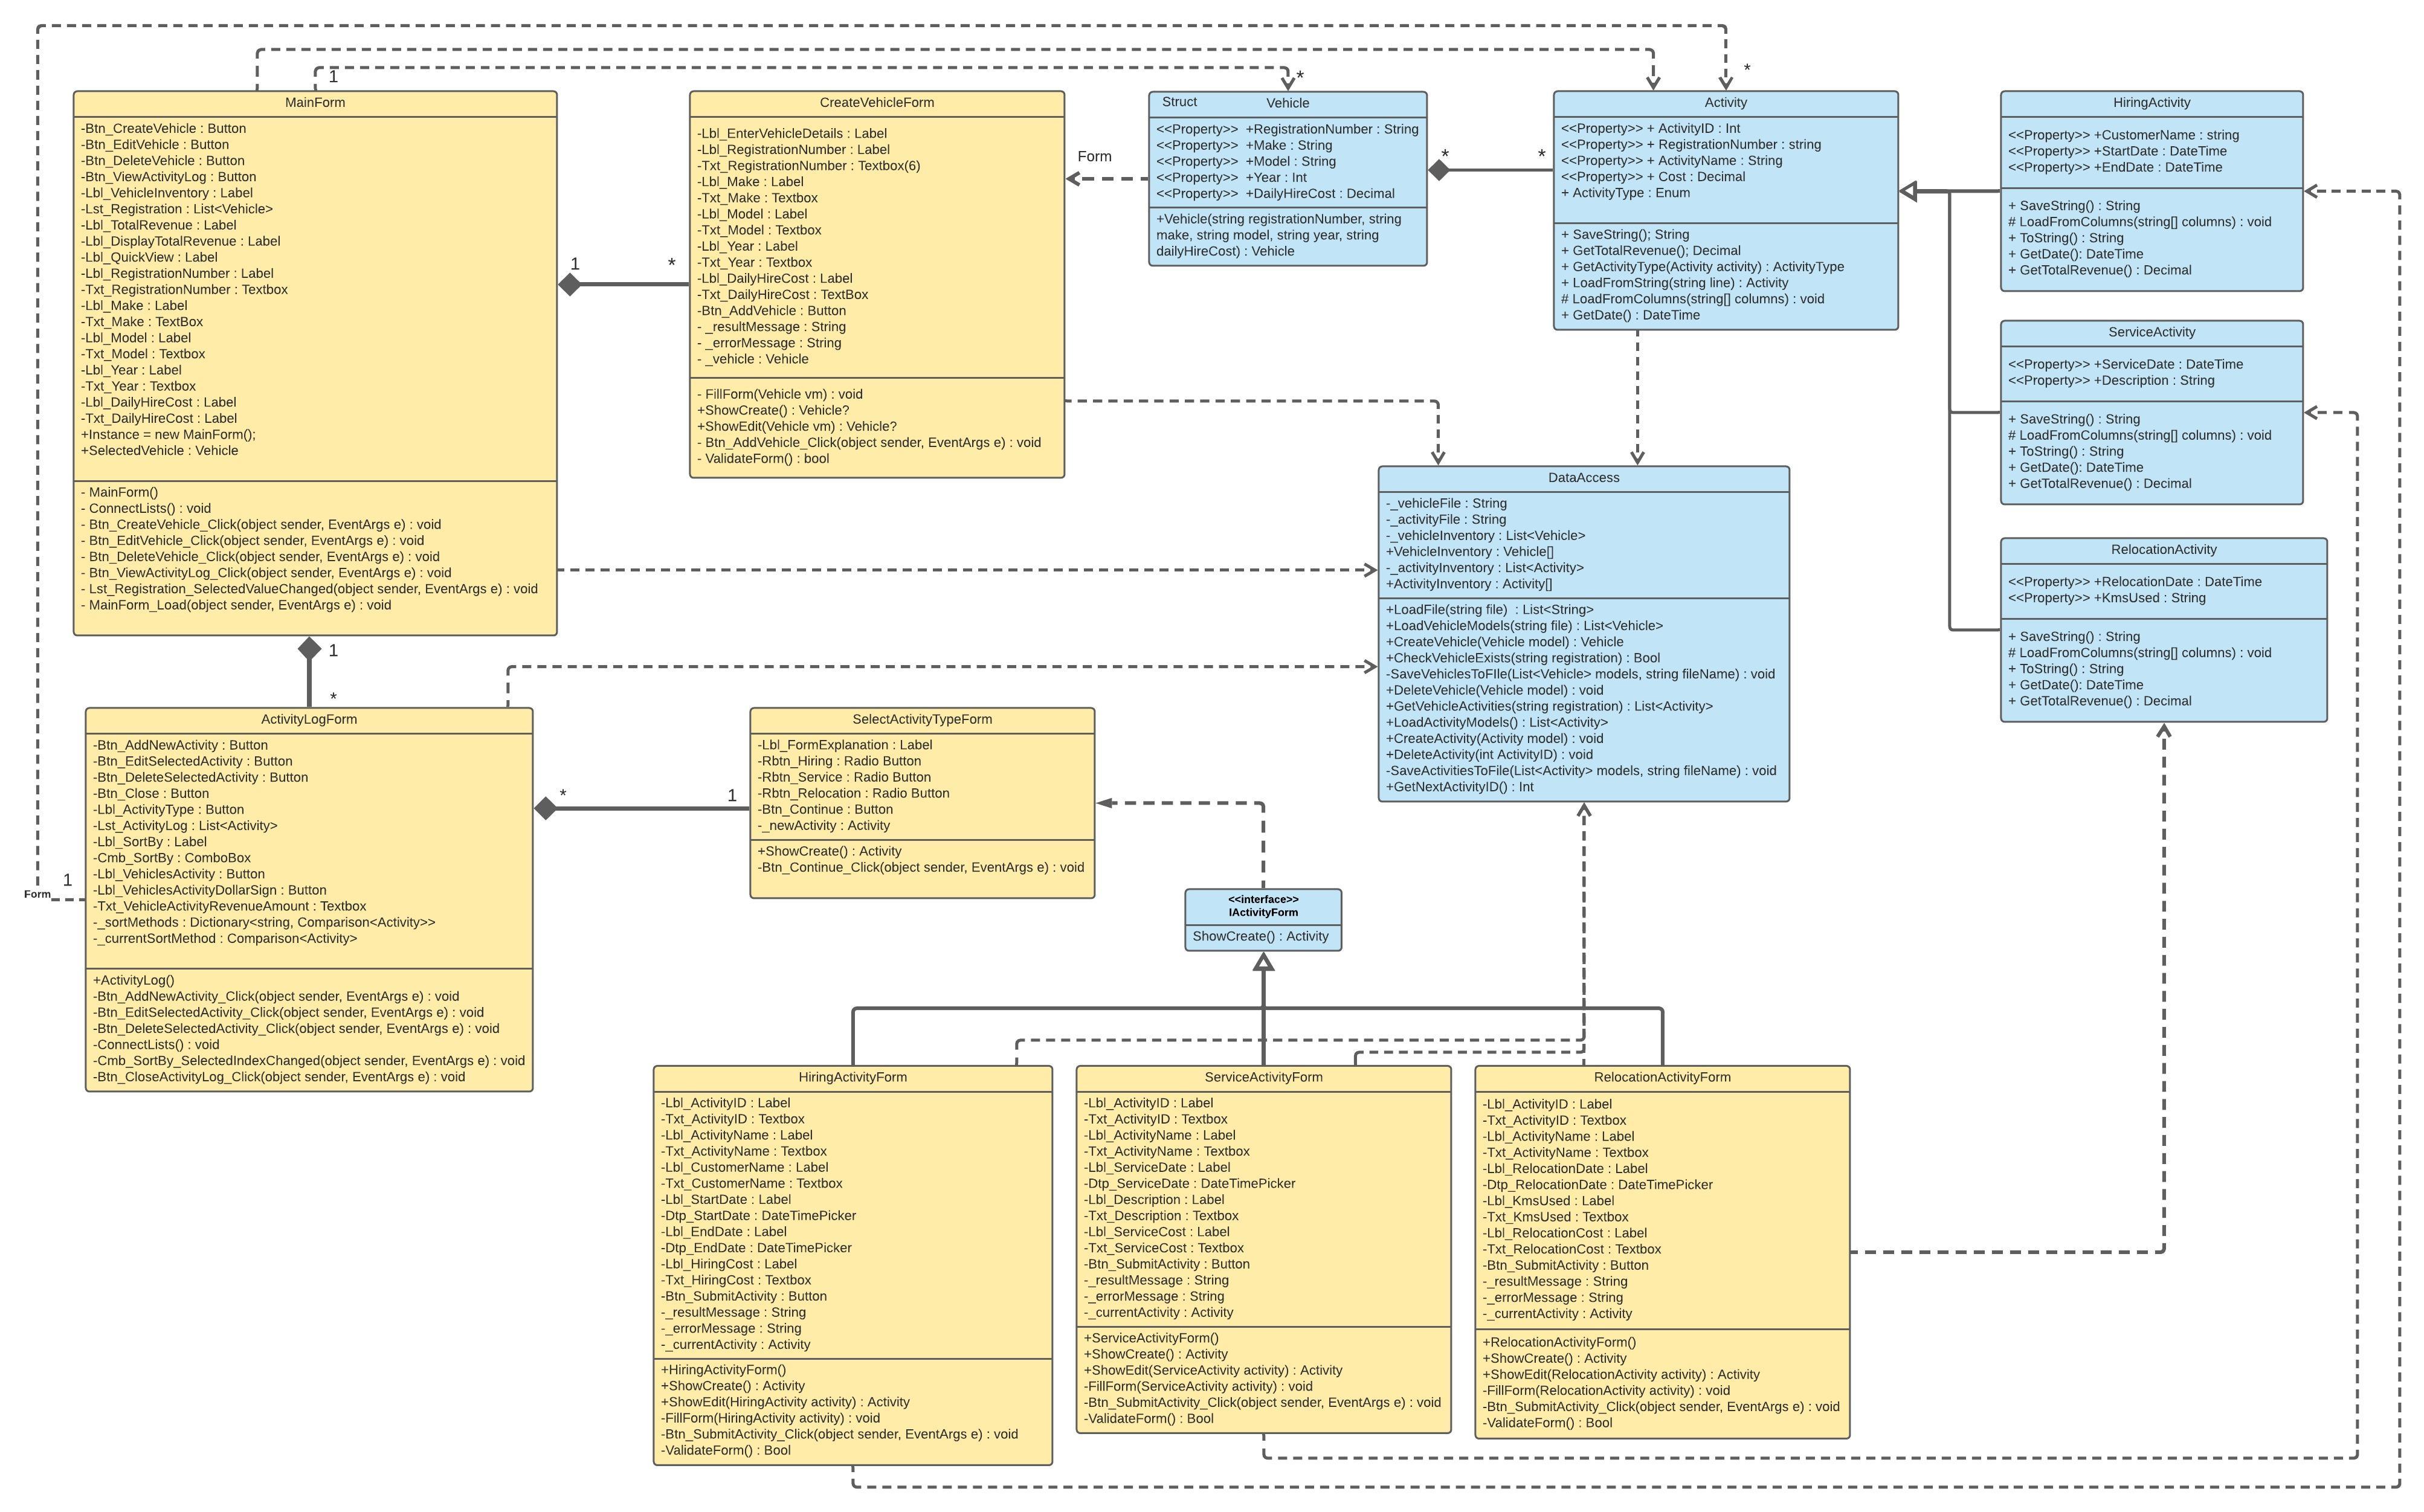 MainForm
-Btn_CreateVehicle : Button
-Btn_EditVehicle : Button
-Btn_DeleteVehicle : Button
-Btn_ViewActivityLog : Button
-Lbl_VehicleInventory : Label
-Lst_Registration : List<Vehicle>
-Lbl_TotalRevenue : Label
-Lbl_DisplayTotalRevenue : Label
-Lbl_QuickView : Label
-Lbl_RegistrationNumber : Label
-Txt_RegistrationNumber : Textbox
-Lbl_Make : Label
-Txt_Make : TextBox
-Lbl_Model : Label
-Txt_Model : Textbox
-Lbl_Year : Label
-Txt_Year : Textbox
-Lbl_DailyHireCost : Label
-Txt_DailyHireCost : Label
+Instance = new MainForm();
+SelectedVehicle : Vehicle
- MainForm()
- ConnectLists() : void
- Btn_CreateVehicle_Click(object sender, EventArgs e) : void
- Btn_EditVehicle_Click(object sender, EventArgs e) : void
- Btn_DeleteVehicle_Click(object sender, EventArgs e) : void
- Btn_ViewActivityLog_Click(object sender, EventArgs e) : void
- Lst_Registration_SelectedValueChanged(object sender, EventArgs e) : void
- MainForm_Load(object sender, EventArgs e) : void
1
*
1
*
1
*
CreateVehicleForm
-Lbl_EnterVehicleDetails : Label
-Lbl_RegistrationNumber : Label
-Txt_RegistrationNumber : Textbox(6)
-Lbl_Make : Label
-Txt_Make : Textbox
-Lbl_Model : Label
-Txt_Model : Textbox
-Lbl_Year : Label
-Txt_Year : Textbox
-Lbl_DailyHireCost : Label
-Txt_DailyHireCost : TextBox
-Btn_AddVehicle : Button
- _resultMessage : String
- _errorMessage : String
- _vehicle : Vehicle
- FillForm(Vehicle vm) : void
+ShowCreate() : Vehicle?
+ShowEdit(Vehicle vm) : Vehicle?
- Btn_AddVehicle_Click(object sender, EventArgs e) : void
- ValidateForm() : bool
Form
Struct Vehicle
<<Property>> +RegistrationNumber : String
<<Property>> +Make : String
<<Property>> +Model : String
<<Property>> +Year : Int
<<Property>> +DailyHireCost : Decimal
+Vehicle(string registrationNumber, string
make, string model, string year, string
dailyHireCost) : Vehicle
*
*
*
Activity
<<Property>> + ActivityID : Int
<<Property>> + RegistrationNumber : string
<<Property>> + ActivityName : String
<<Property>> + Cost : Decimal
+ ActivityType : Enum
+ SaveString(); String
+ GetTotalRevenue(); Decimal
+ GetActivityType(Activity activity) : ActivityType
+ LoadFromString(string line) : Activity
# LoadFromColumns(string[] columns) : void
+ GetDate() : DateTime
HiringActivity
<<Property>> +CustomerName : string
<<Property>> +StartDate : DateTime
<<Property>> +EndDate : DateTime
+ SaveString() : String
# LoadFromColumns(string[] columns) : void
+ ToString() : String
+ GetDate(): DateTime
+ GetTotalRevenue() : Decimal
ServiceActivity
<<Property>> +ServiceDate : DateTime
<<Property>> +Description : String
+ SaveString() : String
# LoadFromColumns(string[] columns) : void
+ ToString() : String
+ GetDate(): DateTime
+ GetTotalRevenue() : Decimal
RelocationActivity
<<Property>> +RelocationDate : DateTime
<<Property>> +KmsUsed : String
+ SaveString() : String
# LoadFromColumns(string[] columns) : void
+ ToString() : String
+ GetDate(): DateTime
+ GetTotalRevenue() : Decimal
DataAccess
-_vehicleFile : String
-_activityFile : String
-_vehicleInventory : List<Vehicle>
+VehicleInventory : Vehicle[]
-_activityInventory : List<Activity>
+ActivityInventory : Activity[]
+LoadFile(string file) : List<String>
+LoadVehicleModels(string file) : List<Vehicle>
+CreateVehicle(Vehicle model) : Vehicle
+CheckVehicleExists(string registration) : Bool
-SaveVehiclesToFIle(List<Vehicle> models, string fileName) : void
+DeleteVehicle(Vehicle model) : void
+GetVehicleActivities(string registration) : List<Activity>
+LoadActivityModels() : List<Activity>
+CreateActivity(Activity model) : void
+DeleteActivity(int ActivityID) : void
-SaveActivitiesToFile(List<Activity> models, string fileName) : void
+GetNextActivityID() : Int
Form
1
ActivityLogForm
-Btn_AddNewActivity : Button
-Btn_EditSelectedActivity : Button
-Btn_DeleteSelectedActivity : Button
-Btn_Close : Button
-Lbl_ActivityType : Button
-Lst_ActivityLog : List<Activity>
-Lbl_SortBy : Label
-Cmb_SortBy : ComboBox
-Lbl_VehiclesActivity : Button
-Lbl_VehiclesActivityDollarSign : Button
-Txt_VehicleActivityRevenueAmount : Textbox
-_sortMethods : Dictionary<string, Comparison<Activity>>
-_currentSortMethod : Comparison<Activity>
+ActivityLog()
-Btn_AddNewActivity_Click(object sender, EventArgs e) : void
-Btn_EditSelectedActivity_Click(object sender, EventArgs e) : void
-Btn_DeleteSelectedActivity_Click(object sender, EventArgs e) : void
-ConnectLists() : void
-Cmb_SortBy_SelectedIndexChanged(object sender, EventArgs e) : void
-Btn_CloseActivityLog_Click(object sender, EventArgs e) : void
*
1
SelectActivityTypeForm
-Lbl_FormExplanation : Label
-Rbtn_Hiring : Radio Button
-Rbtn_Service : Radio Button
-Rbtn_Relocation : Radio Button
-Btn_Continue : Button
-_newActivity : Activity
+ShowCreate() : Activity
-Btn_Continue_Click(object sender, EventArgs e) : void
<<interface>>
IActivityForm
ShowCreate() : Activity
HiringActivityForm
-Lbl_ActivityID : Label
-Txt_ActivityID : Textbox
-Lbl_ActivityName : Label
-Txt_ActivityName : Textbox
-Lbl_CustomerName : Label
-Txt_CustomerName : Textbox
-Lbl_StartDate : Label
-Dtp_StartDate : DateTimePicker
-Lbl_EndDate : Label
-Dtp_EndDate : DateTimePicker
-Lbl_HiringCost : Label
-Txt_HiringCost : Textbox
-Btn_SubmitActivity : Button
-_resultMessage : String
-_errorMessage : String
-_currentActivity : Activity
+HiringActivityForm()
+ShowCreate() : Activity
+ShowEdit(HiringActivity activity) : Activity
-FillForm(HiringActivity activity) : void
-Btn_SubmitActivity_Click(object sender, EventArgs e) : void
-ValidateForm() : Bool
ServiceActivityForm
-Lbl_ActivityID : Label
-Txt_ActivityID : Textbox
-Lbl_ActivityName : Label
-Txt_ActivityName : Textbox
-Lbl_ServiceDate : Label
-Dtp_ServiceDate : DateTimePicker
-Lbl_Description : Label
-Txt_Description : Textbox
-Lbl_ServiceCost : Label
-Txt_ServiceCost : Textbox
-Btn_SubmitActivity : Button
-_resultMessage : String
-_errorMessage : String
-_currentActivity : Activity
+ServiceActivityForm()
+ShowCreate() : Activity
+ShowEdit(ServiceActivity activity) : Activity
-FillForm(ServiceActivity activity) : void
-Btn_SubmitActivity_Click(object sender, EventArgs e) : void
-ValidateForm() : Bool
RelocationActivityForm
-Lbl_ActivityID : Label
-Txt_ActivityID : Textbox
-Lbl_ActivityName : Label
-Txt_ActivityName : Textbox
-Lbl_RelocationDate : Label
-Dtp_RelocationDate : DateTimePicker
-Lbl_KmsUsed : Label
-Txt_KmsUsed : Textbox
-Lbl_RelocationCost : Label
-Txt_RelocationCost : Textbox
-Btn_SubmitActivity : Button
-_resultMessage : String
-_errorMessage : String
-_currentActivity : Activity
+RelocationActivityForm()
+ShowCreate() : Activity
+ShowEdit(RelocationActivity activity) : Activity
-FillForm(RelocationActivity activity) : void
-Btn_SubmitActivity_Click(object sender, EventArgs e) : void
-ValidateForm() : Bool